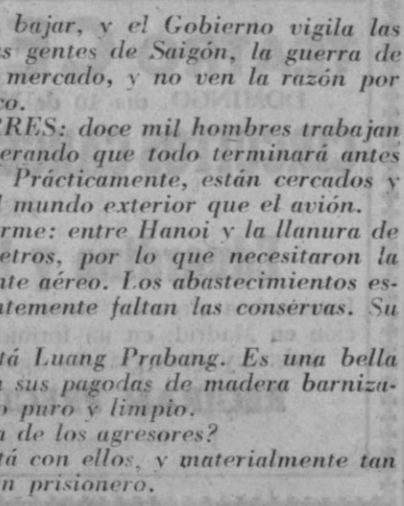 bajar, y el Gobierno vigila las
s gentes de Saigón, la guerra de
mercado, y no ven la razón por
co.
RRES: doce mil hombres trabajan
erando que todo terminará antes
Prácticamente, están cercados y
l mundo exterior que el avión.
rme: entre Hanoi y la llanura de
etros, por lo que necesitaron la
nte aéreo. Los abastecimientos es-
ntemente faltan las conservas. Su
tá Luang Prabang. Es una bella
n sus pagodas de madera barniza-
o puro y limpio.
a de los agresores?
tá con ellos, y materialmente tan
n prisionero.